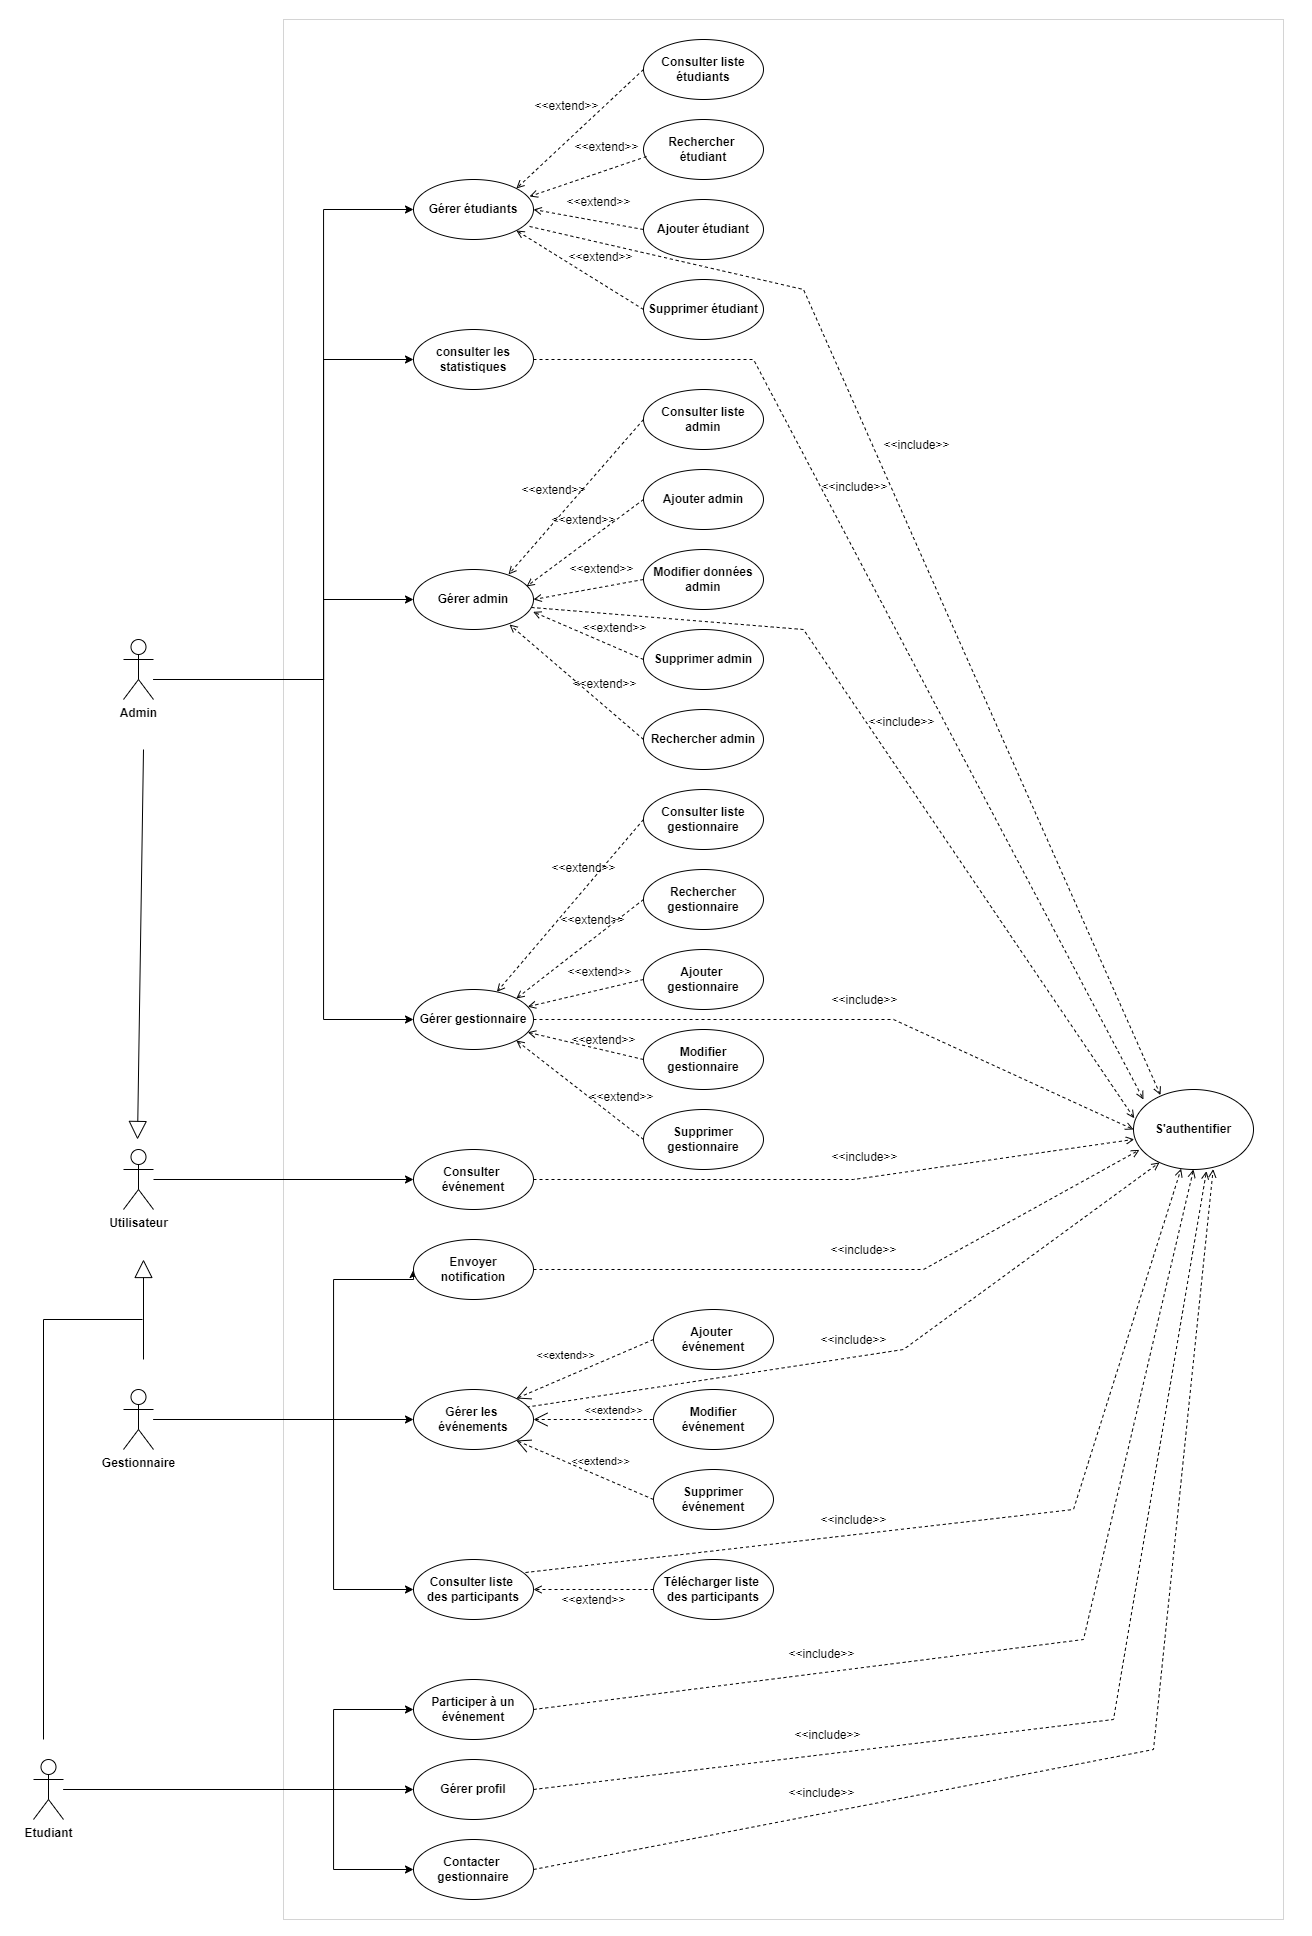 Consulter liste
étudiants
<<extend>>
Rechercher
étudiant
<<extend>>
<<extend>>
Gérer étudiants
Ajouter étudiant
<<extend>>
Supprimer étudiant
consulter les
statistiques
Consulter liste
admin
<<include>>
<<include>>
<<extend>>
Ajouter admin
<<extend>>
<<extend>>
Modifier données
admin
Gérer admin
<<extend>>
Supprimer admin
<<extend>>
Admin
<<include>>
Rechercher admin
Consulter liste
gestionnaire
<<extend>>
Rechercher
gestionnaire
<<extend>>
<<extend>>
Ajouter
gestionnaire
<<include>>
Gérer gestionnaire
<<extend>>
Modifier
gestionnaire
<<extend>>
Supprimer
gestionnaire
S'authentifier
<<include>>
Consulter
événement
Utilisateur
<<include>>
Envoyer
notification
Ajouter
événement
<<include>>
<<extend>>
Gérer les
événements
<<extend>>
Modifier
événement
Gestionnaire
<<extend>>
Supprimer
événement
<<include>>
Consulter liste
des participants
Télécharger liste
des participants
<<extend>>
<<include>>
Participer à un
événement
<<include>>
Gérer profil
<<include>>
Etudiant
Contacter
gestionnaire